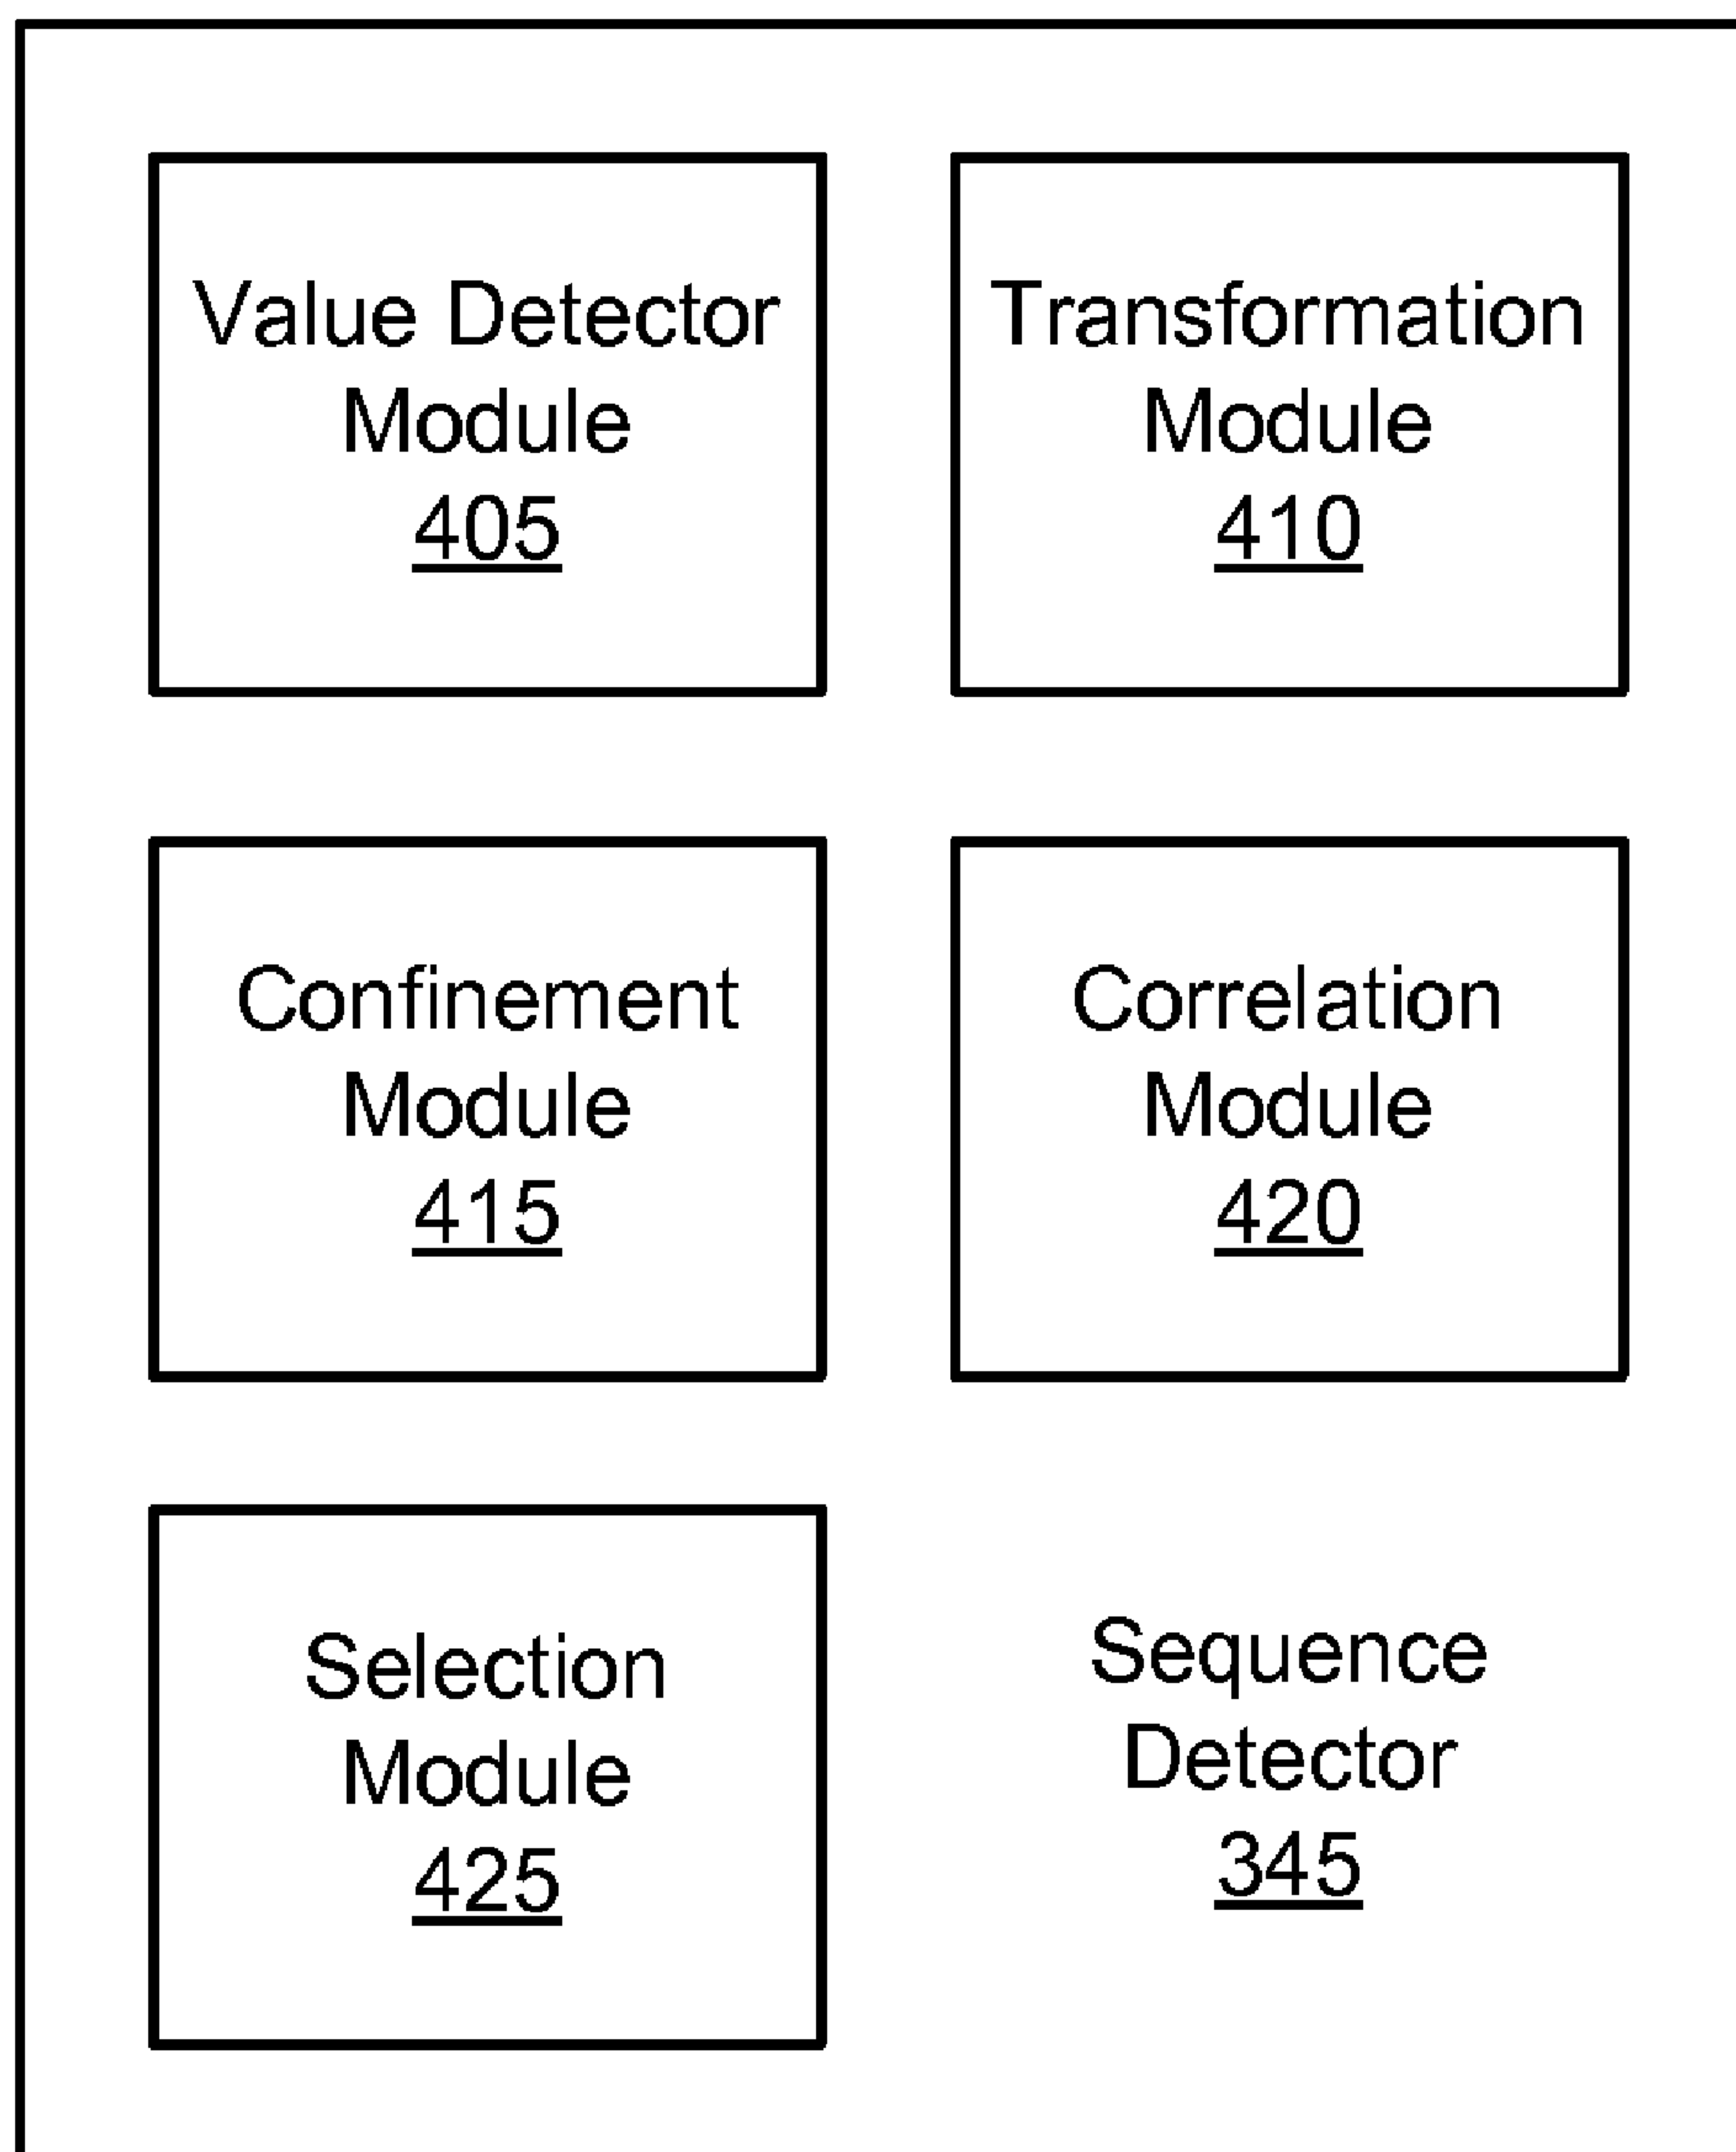 Value Detector
Module
405
Transformation
Module
410
Confinement
Module
415
Correlation
Module
420
Selection
Module
425
Sequence
Detector
345